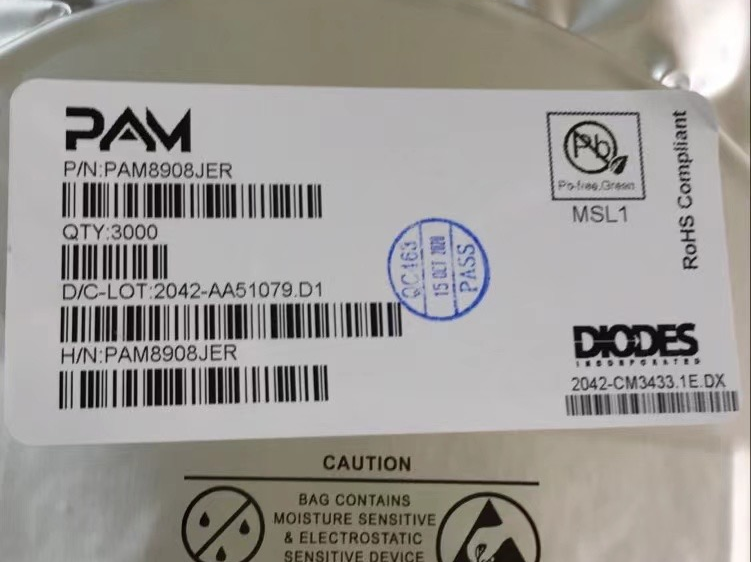 PAM
P/N:PAM8908JER
QTY:3000
D/C-LOT:2042-AA51079.D1
H/N:PAM8908JER
QC163
15 OCT 2020
PASS
Pb
Pb-free,Green
MSL1
RoHS Compliant
DIODES
INCORPORATED
2042-CM3433.1E.DX
CAUTION
BAG CONTAINS
MOISTURE SENSITIVE
& ELECTROSTATIC
SENSITIVE DEVICE